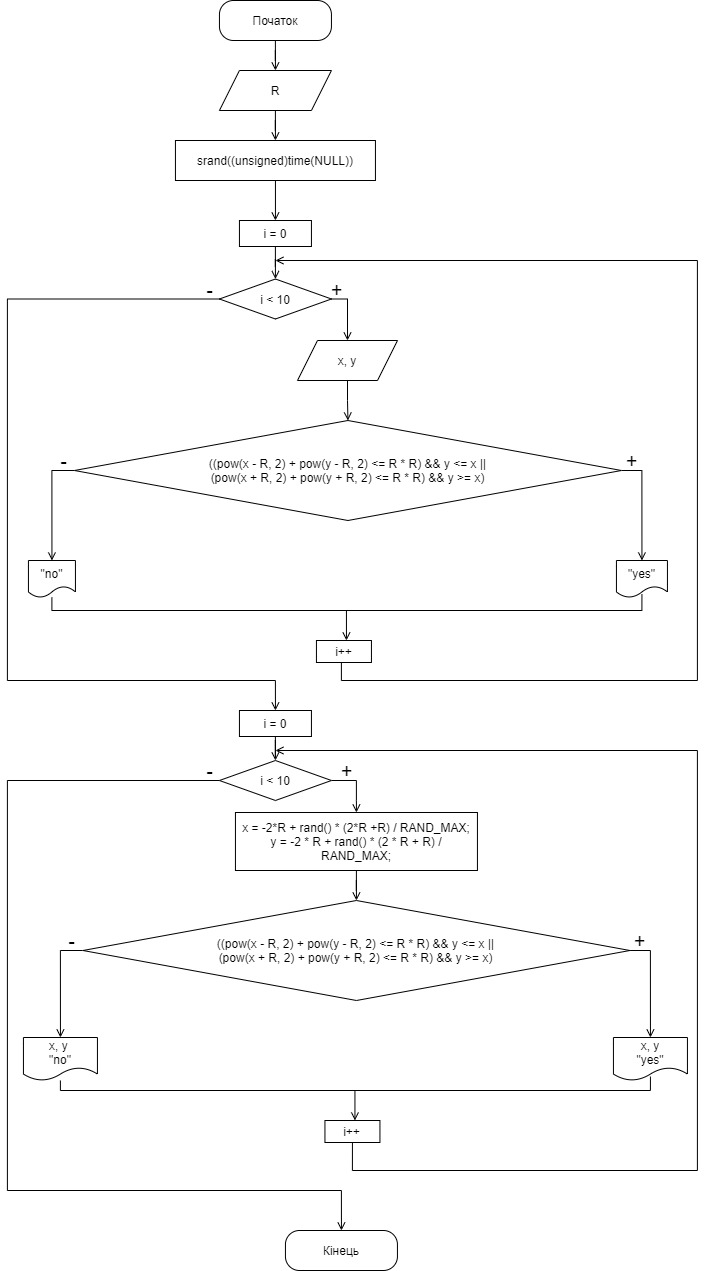 Початок
R
srand((unsigned)time(NULL))
i = 0
- +
i < 10
x, y
- +
((pow(x - R, 2) + pow(y - R, 2) <= R * R) && y <= x ||
(pow(x + R, 2) + pow(y + R, 2) <= R * R) && y >= x)
"no" "yes"
i++
i = 0
- +
i < 10
x = -2*R + rand() * (2*R +R) / RAND_MAX;
y = -2 * R + rand() * (2 * R + R) /
RAND_MAX;
- +
((pow(x - R, 2) + pow(y - R, 2) <= R * R) && y <= x ||
(pow(x + R, 2) + pow(y + R, 2) <= R * R) && y >= x)
x, y
"no"
x, y
"yes"
i++
Кінець